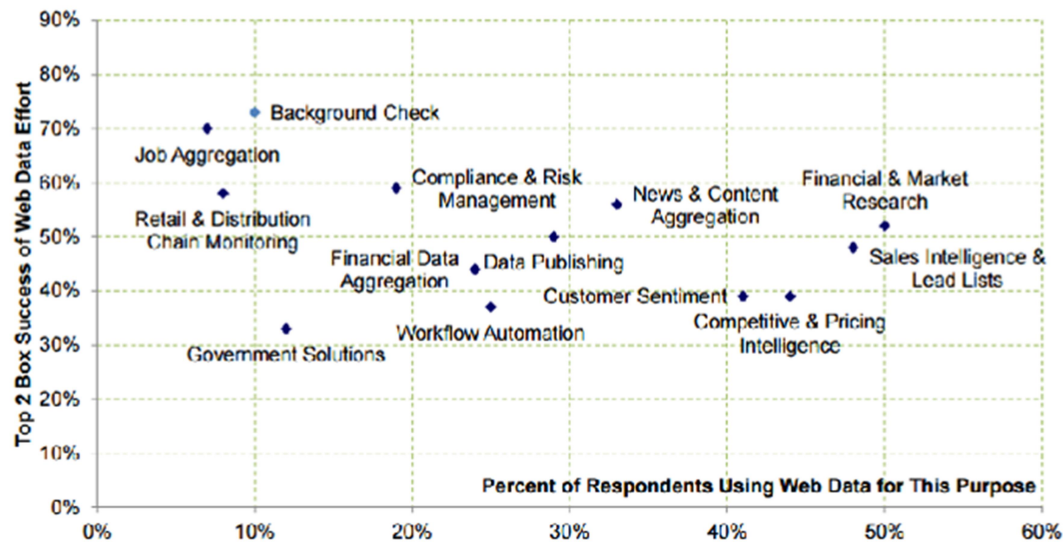 90%
80%
70%
60%
50%
40%
30%
20%
10%
0%
Top 2 Box Success of Web Data Effort
Background Check
Job Aggregation
Compliance & Risk
Management
Retail & Distribution
Chain Monitoring
News & Content
Aggregation
Financial & Market
Research
Financial Data
Aggregation
Data Publishing
Sales Intelligence &
Lead Lists
Customer Sentiment
Competitive & Pricing
Intelligence
Workflow Automation
Government Solutions
Percent of Respondents Using Web Data for This Purpose
0%
10%
20%
30%
40%
50%
60%